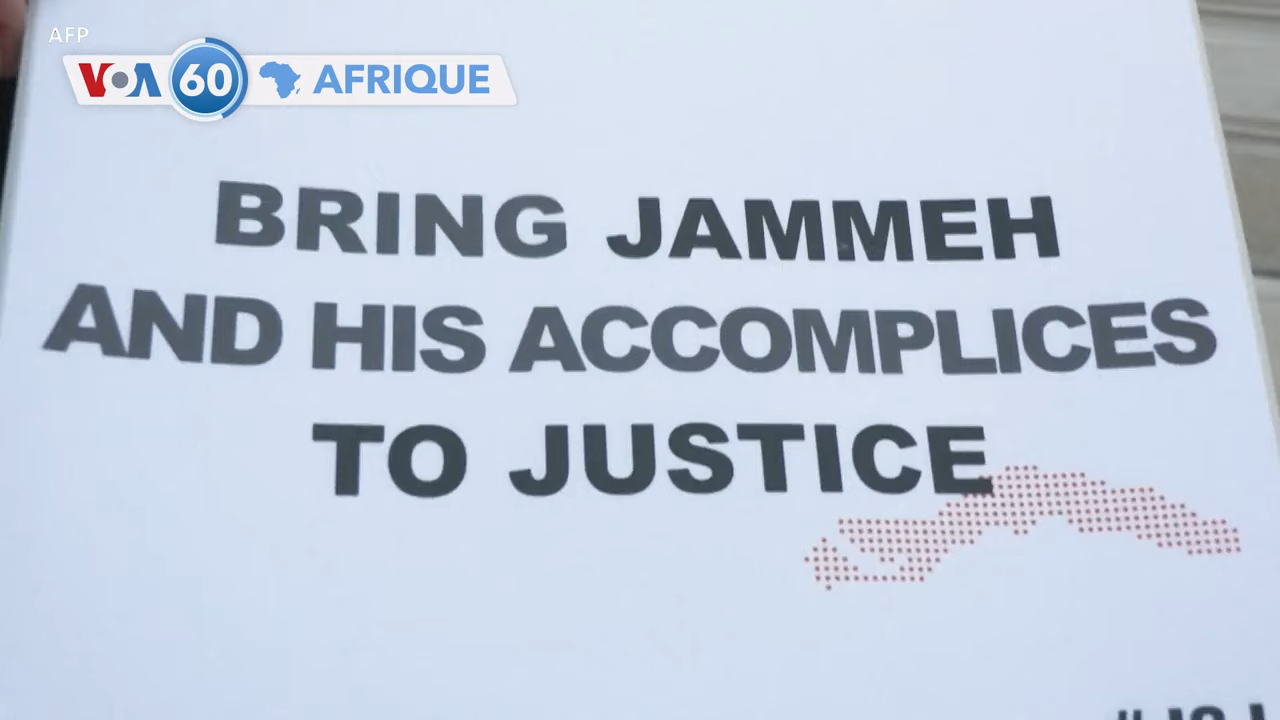 AFP
VOA 60 AFRIQUE
BRING JAMMEH
AND HIS ACCOMPLICES
TO JUSTICE